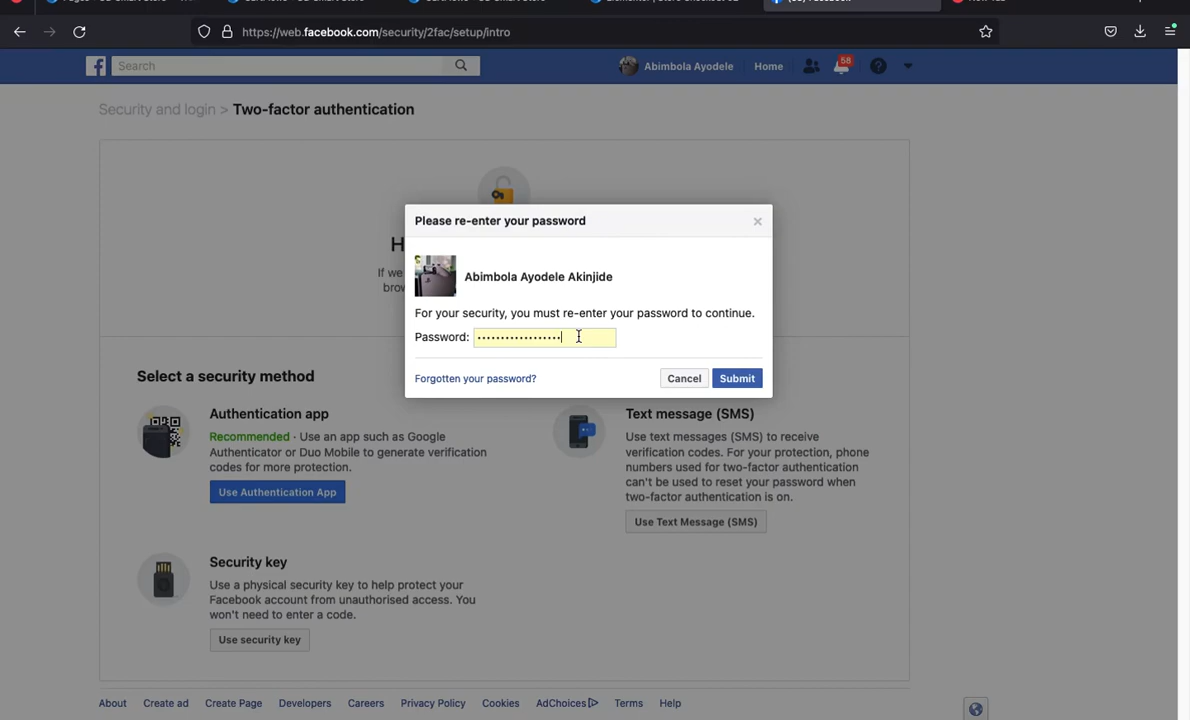 https://web.facebook.com/security/2fac/setup/intro
Search
Abimbola Ayodele
Home
58
Security and login > Two-factor authentication
Please re-enter your password
Abimbola Ayodele Akinjide
For your security, you must re-enter your password to continue.
Password: ••••••••••••••••••
Forgotten your password?
Cancel
Submit
Select a security method
Authentication app
Recommended · Use an app such as Google
Authenticator or Duo Mobile to generate verification
codes for more protection.
Use Authentication App
Text message (SMS)
Use text messages (SMS) to receive
verification codes. For your protection, phone
numbers used for two-factor authentication
can't be used to reset your password when
two-factor authentication is on.
Use Text Message (SMS)
Security key
Use a physical security key to help protect your
Facebook account from unauthorised access. You
won't need to enter a code.
Use security key
About Create ad Create Page Developers Careers Privacy Policy Cookies AdChoices Terms Help